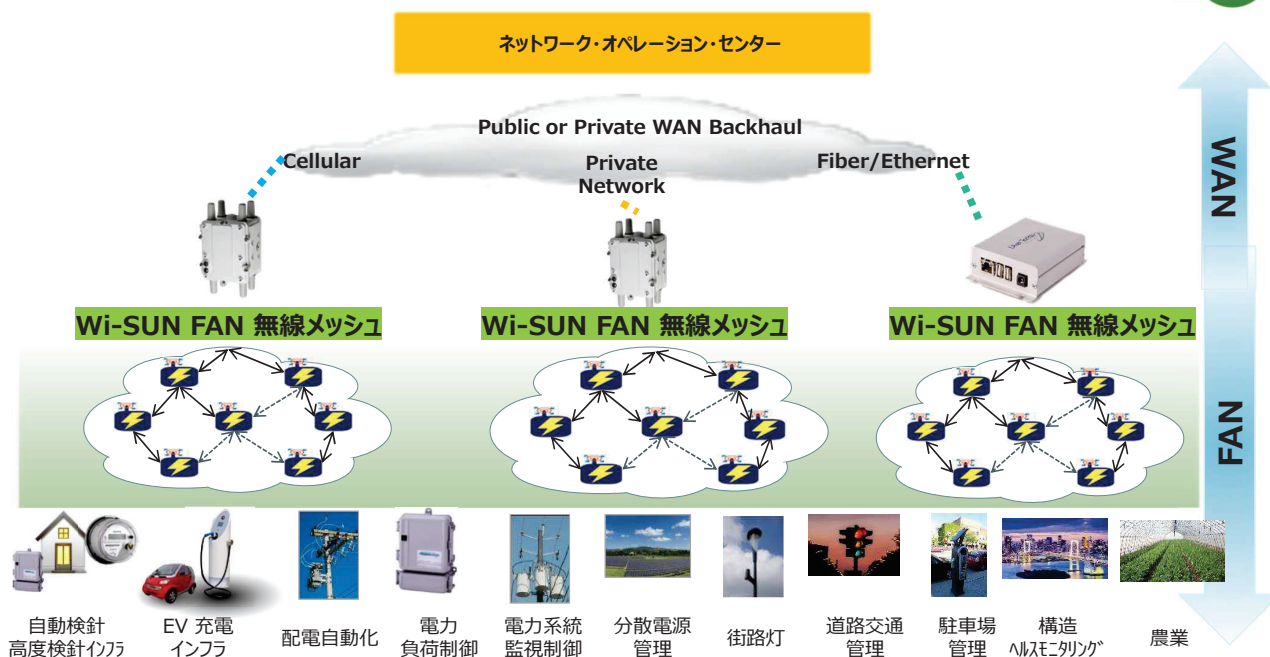 ネットワーク・オペレーション・センター
Public or Private WAN Backhaul
Cellular
Private
Network
Fiber/Ethernet
WAN
Wi-SUN FAN 無線メッシュ
Wi-SUN FAN 無線メッシュ
Wi-SUN FAN 無線メッシュ
FAN
自動検針
高度検針ｲﾝﾌﾗ
EV 充電
インフラ
配電自動化
電力
負荷制御
電力系統
監視制御
分散電源
管理
街路灯
道路交通
管理
駐車場
管理
構造
ﾍﾙｽﾓﾆﾀﾘﾝｸﾞ
農業